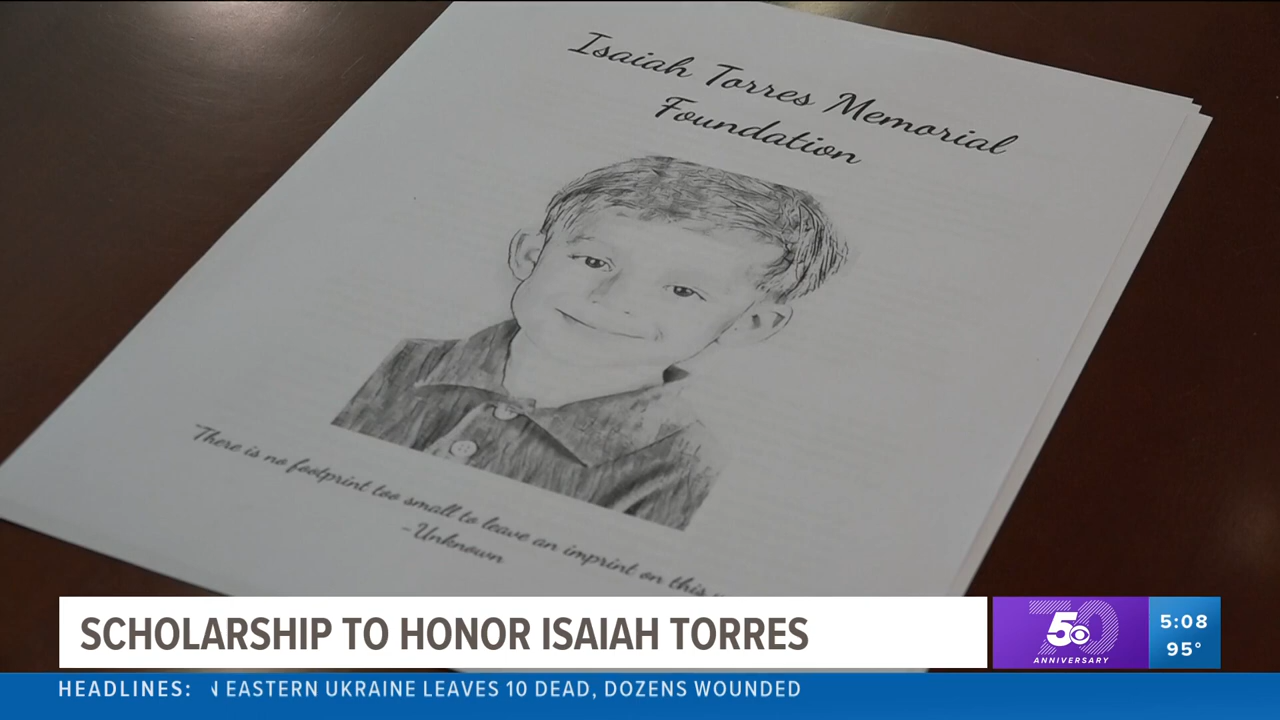 Isaiah Torres Memorial
Foundation
"There is no footprint too small to leave an imprint on this
-Unknown
SCHOLARSHIP TO HONOR ISAIAH TORRES
50
5
ANNIVERSARY
5:08
95°
HEADLINES: N EASTERN UKRAINE LEAVES 10 DEAD, DOZENS WOUNDED